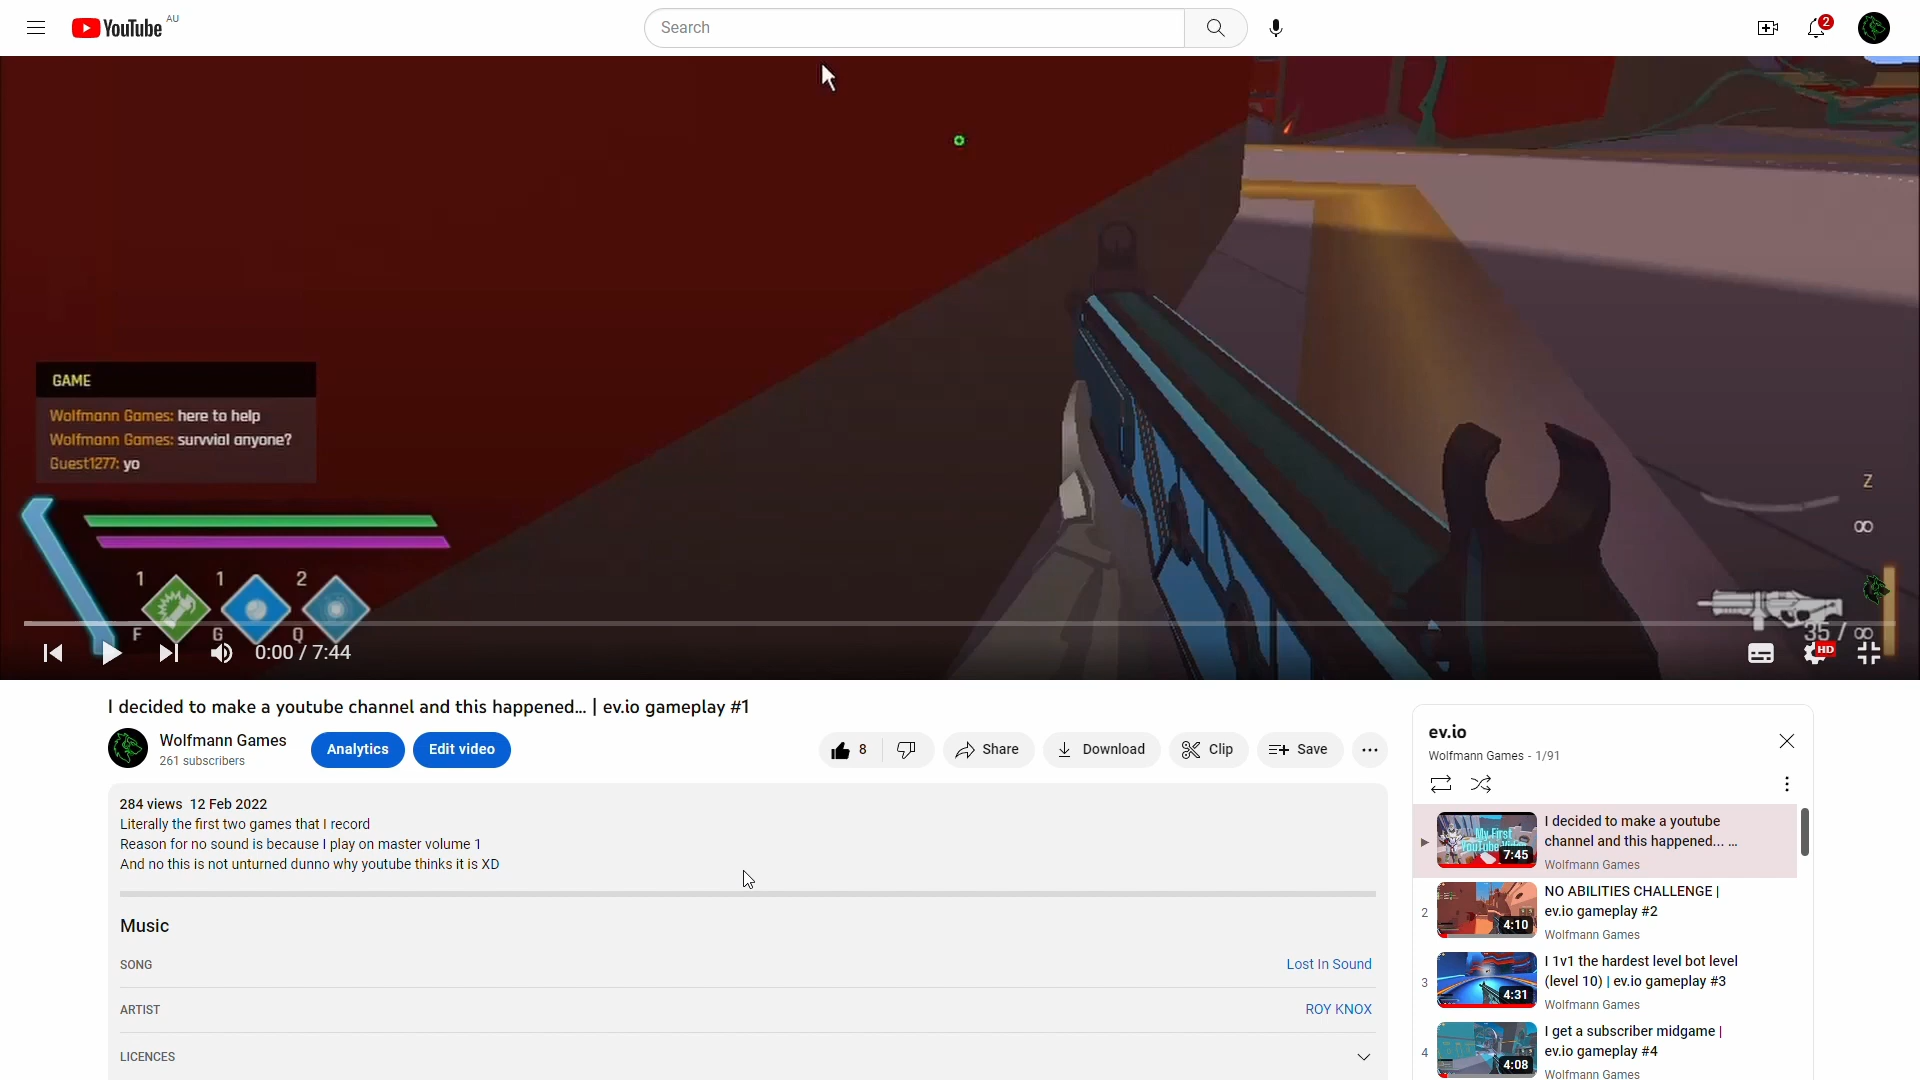 YouTube AU
Search
2
GAME
Wolfmann Games: here to help
Wolfmann Games: survvial anyone?
Guest1277: yo
Z
∞
1 1 2
F G Q
35 / ∞
0:00 / 7:44
HD
I decided to make a youtube channel and this happened... | ev.io gameplay #1
Wolfmann Games
261 subscribers
Analytics
Edit video
8
Share
Download
Clip
Save
284 views 12 Feb 2022
Literally the first two games that I record
Reason for no sound is because I play on master volume 1
And no this is not unturned dunno why youtube thinks it is XD
Music
SONG
Lost In Sound
ARTIST
ROY KNOX
LICENCES
ev.io
Wolfmann Games - 1/91
My First
YouTube Video
7:45
I decided to make a youtube
channel and this happened... ...
Wolfmann Games
2
4:10
NO ABILITIES CHALLENGE |
ev.io gameplay #2
Wolfmann Games
3
4:31
I 1v1 the hardest level bot level
(level 10) | ev.io gameplay #3
Wolfmann Games
4
4:08
I get a subscriber midgame |
ev.io gameplay #4
Wolfmann Games